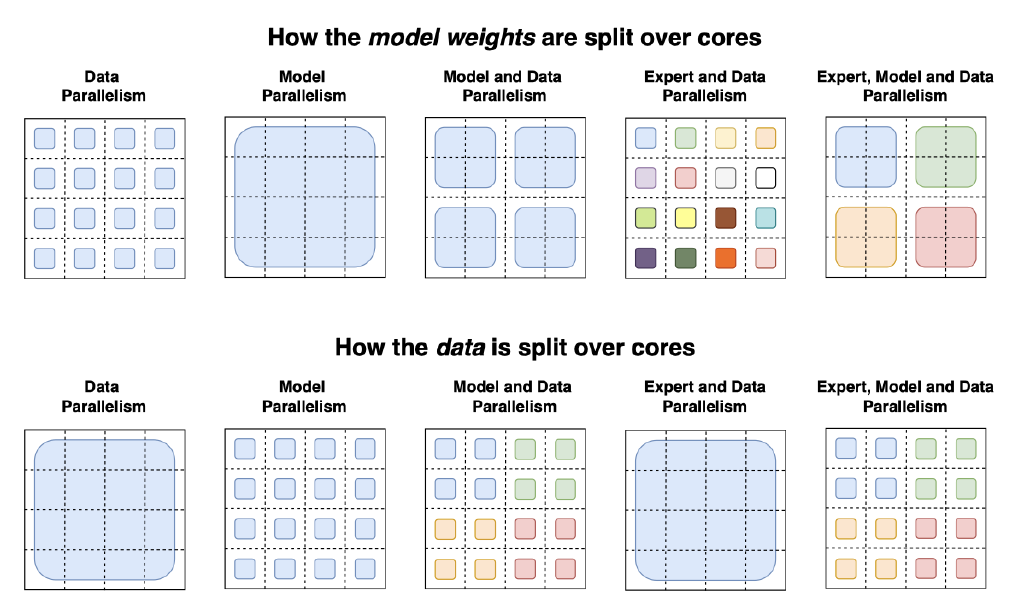 How the model weights are split over cores
Data
Parallelism
Model
Parallelism
Model and Data
Parallelism
Expert and Data
Parallelism
Expert, Model and Data
Parallelism
How the data is split over cores
Data
Parallelism
Model
Parallelism
Model and Data
Parallelism
Expert and Data
Parallelism
Expert, Model and Data
Parallelism